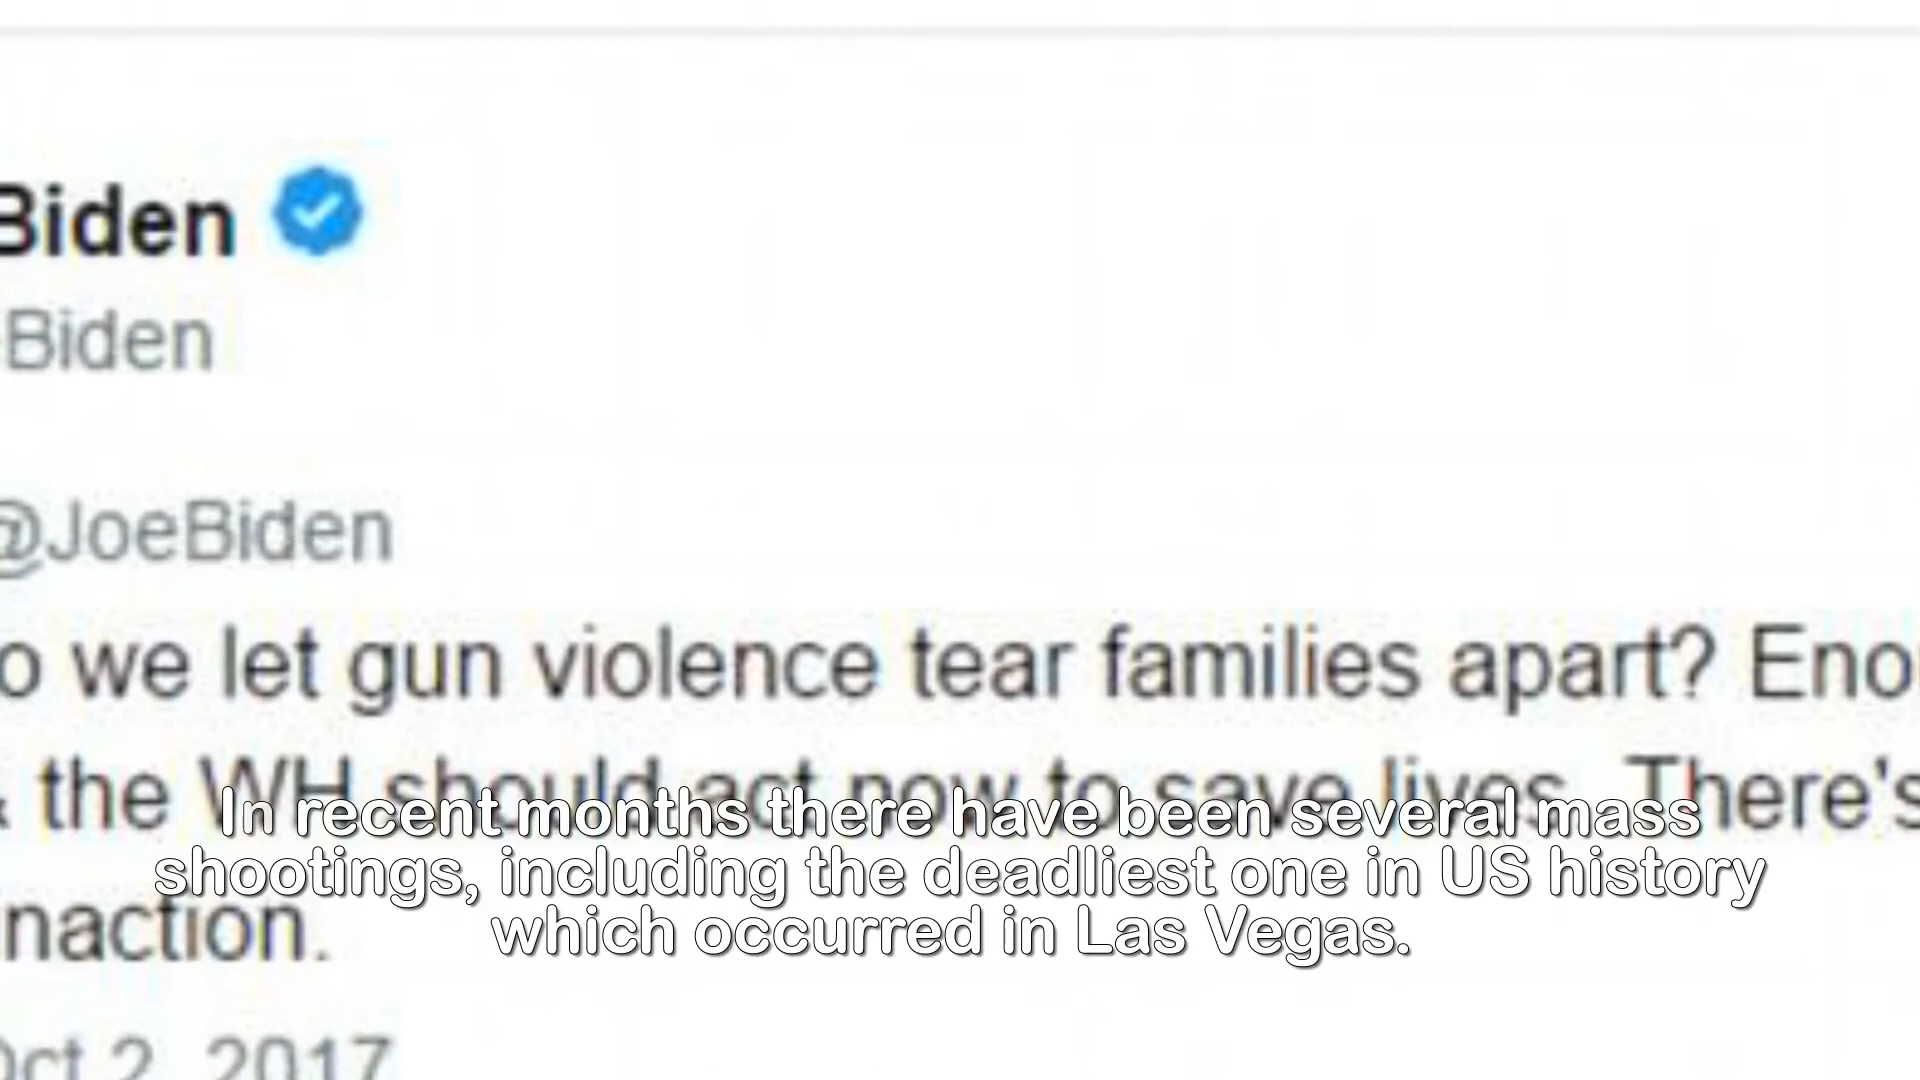 Biden
Biden
@JoeBiden
o we let gun violence tear families apart? Eno
& the WH should act now to save lives. There's
In recent months there have been several mass
shootings, including the deadliest one in US history
naction.
which occurred in Las Vegas.
Oct 2, 2017